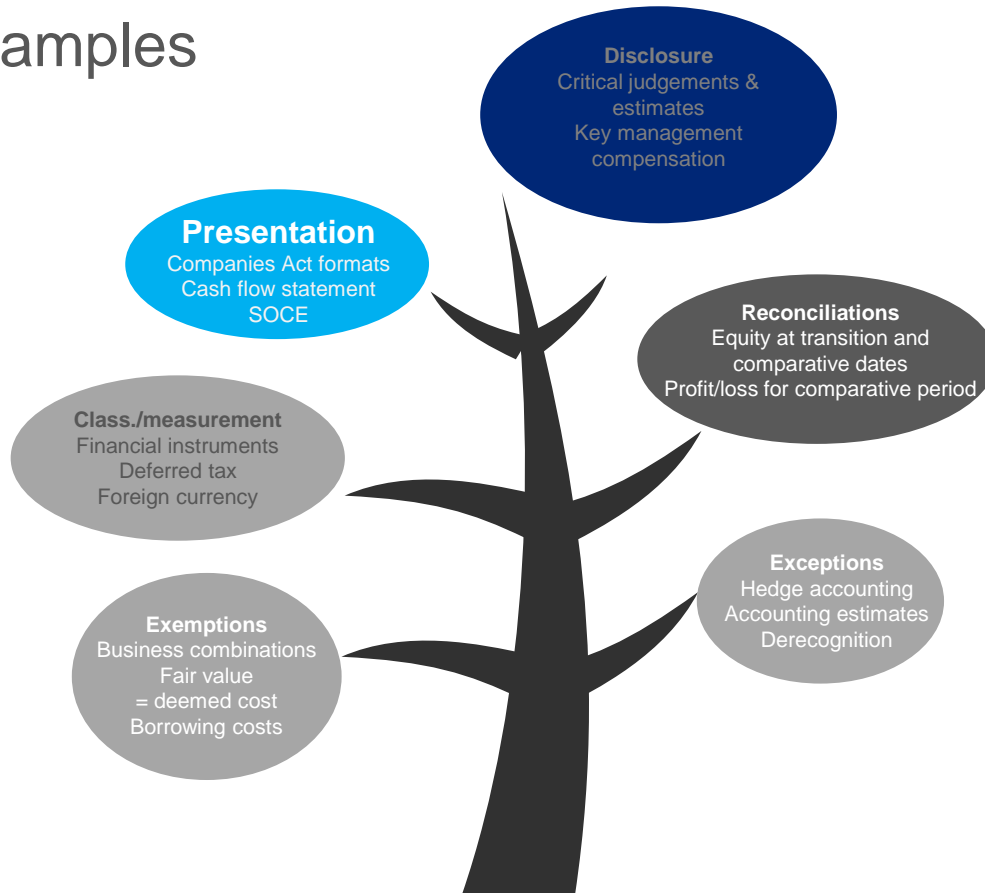 amples
Disclosure
Critical judgements &
estimates
Key management
compensation
Presentation
Companies Act formats
Cash flow statement
SOCE
Reconciliations
Equity at transition and
comparative dates
Profit/loss for comparative period
Class./measurement
Financial instruments
Deferred tax
Foreign currency
Exceptions
Hedge accounting
Accounting estimates
Derecognition
Exemptions
Business combinations
Fair value
= deemed cost
Borrowing costs